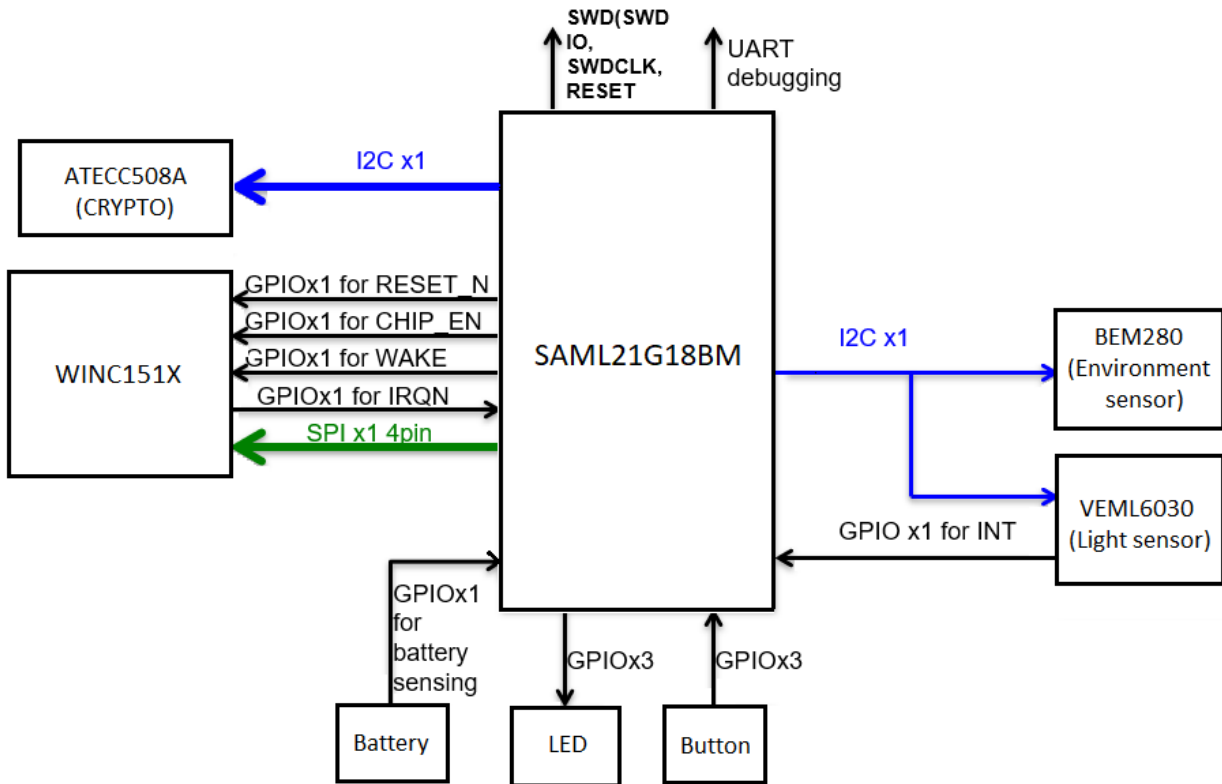 SWD(SWD
IO,
SWDCLK,
RESET
UART
debugging
ATECC508A
(CRYPTO)
I2C x1
WINC151X
GPIOx1 for RESET_N
GPIOx1 for CHIP_EN
GPIOx1 for WAKE
GPIOx1 for IRQN
SPI x1 4pin
SAML21G18BM
I2C x1
BEM280
(Environment
sensor)
VEML6030
(Light sensor)
GPIO x1 for INT
GPIOx1
for
battery
sensing
GPIOx3
GPIOx3
Battery
LED
Button